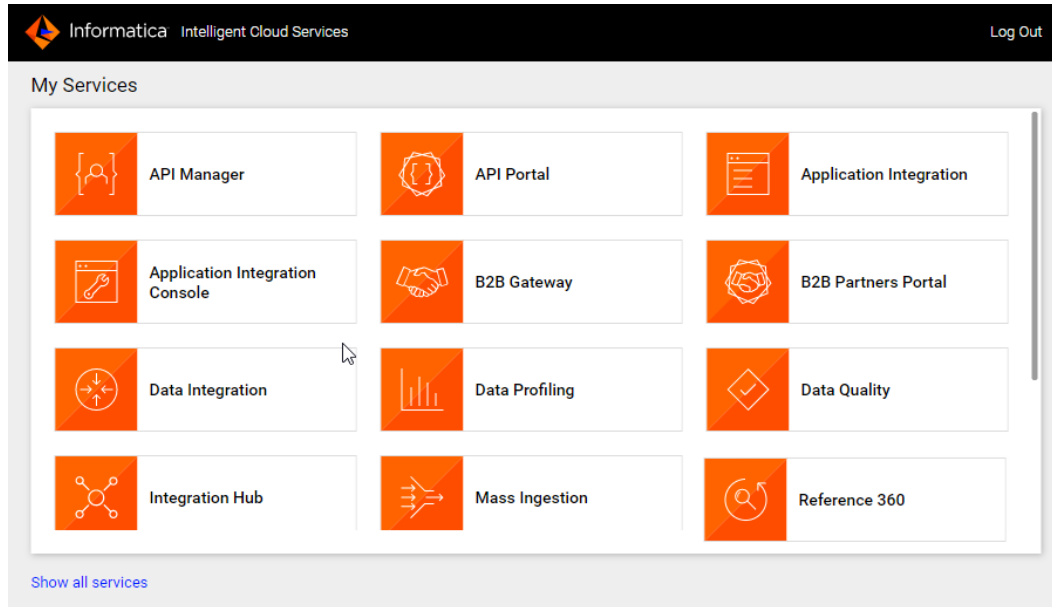 Informatica Intelligent Cloud Services
Log Out
My Services
API Manager
API Portal
Application Integration
Application Integration
Console
B2B Gateway
B2B Partners Portal
Data Integration
Data Profiling
Data Quality
Integration Hub
Mass Ingestion
Reference 360
Show all services